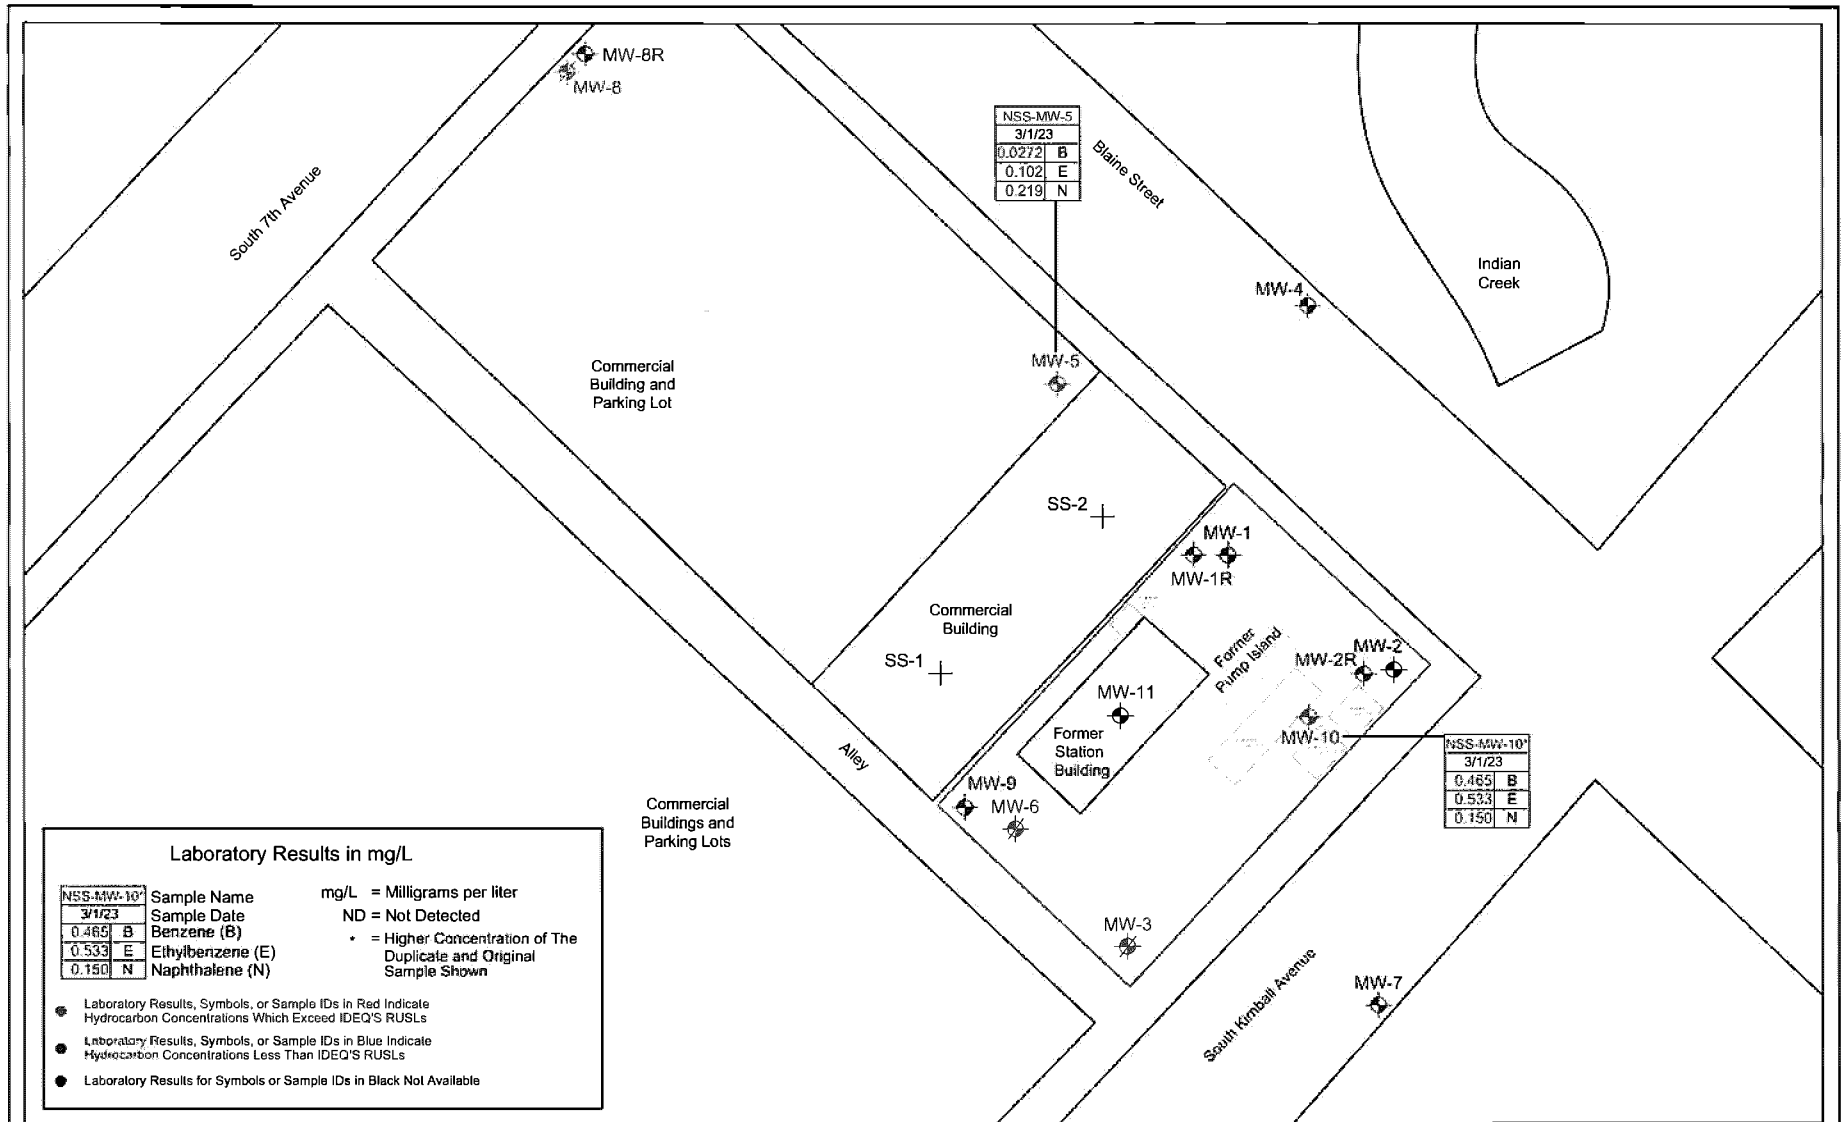 MW-8R
MW-8
South 7th Avenue
NSS-MW-5
3/1/23
0.0272 B
0.102 E
0.219 N
Blaine Street
Indian
Creek
MW-4
MW-5
Commercial
Building and
Parking Lot
SS-2
MW-1
MW-1R
Commercial
Building
SS-1
Former
Pump Island
MW-2
MW-2R
MW-11
MW-10
Former
Station
Building
NSS-MW-10*
3/1/23
0.465 B
0.533 E
0.150 N
Alley
MW-9
MW-6
Commercial
Buildings and
Parking Lots
MW-3
MW-7
South Kimball Avenue
Laboratory Results in mg/L
NSS-MW-10* Sample Name
3/1/23 Sample Date
0.465 B Benzene (B)
0.533 E Ethylbenzene (E)
0.150 N Naphthalene (N)
mg/L = Milligrams per liter
ND = Not Detected
* = Higher Concentration of The
Duplicate and Original
Sample Shown
Laboratory Results, Symbols, or Sample IDs in Red Indicate
Hydrocarbon Concentrations Which Exceed IDEQ'S RUSLs
Laboratory Results, Symbols, or Sample IDs in Blue Indicate
Hydrocarbon Concentrations Less Than IDEQ'S RUSLs
Laboratory Results for Symbols or Sample IDs in Black Not Available